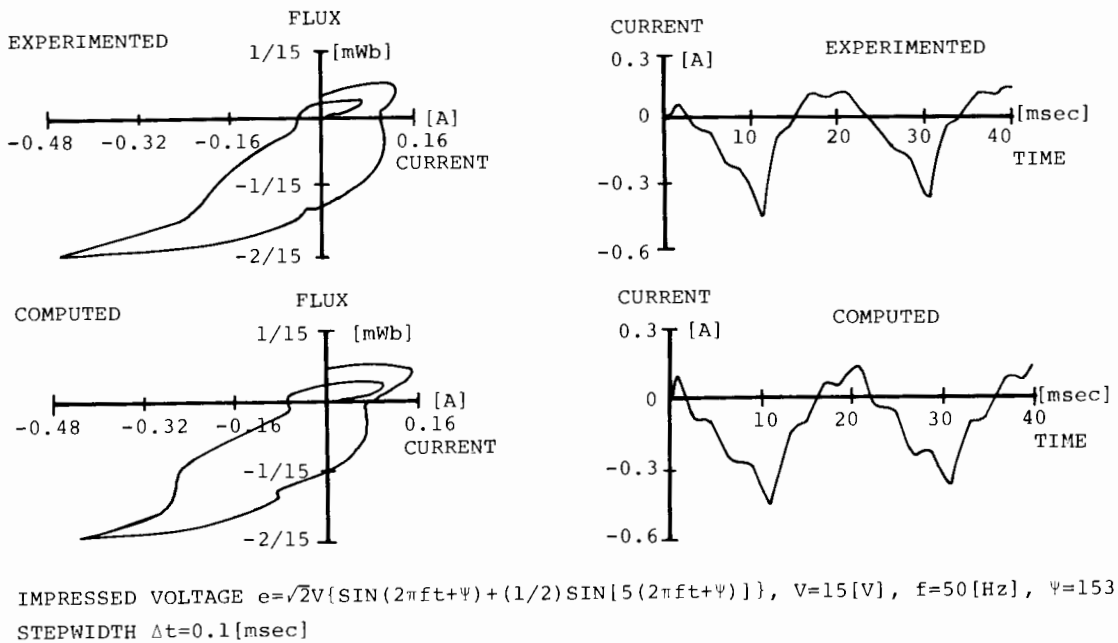 FLUX
EXPERIMENTED
1/15 [mWb]
[A]
-0.48 -0.32 -0.16 0.16
CURRENT
-1/15
-2/15
CURRENT
0.3 [A] EXPERIMENTED
0 10 20 30 40 [msec]
TIME
-0.3
-0.6
FLUX
COMPUTED
1/15 [mWb]
[A]
-0.48 -0.32 -0.16 0.16
CURRENT
-1/15
-2/15
CURRENT
0.3 [A] COMPUTED
0 10 20 30 40 [msec]
TIME
-0.3
-0.6
IMPRESSED VOLTAGE e=√2V{SIN(2πft+Ψ)+(1/2)SIN[5(2πft+Ψ)]}, V=15[V], f=50[Hz], Ψ=153
STEPWIDTH Δt=0.1[msec]